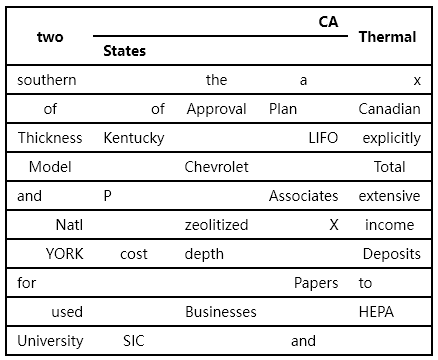 two CA Thermal
States
southern the a x
of of Approval Plan Canadian
Thickness Kentucky LIFO explicitly
Model Chevrolet Total
and P Associates extensive
Natl zeolitized X income
YORK cost depth Deposits
for Papers to
used Businesses HEPA
University SIC and